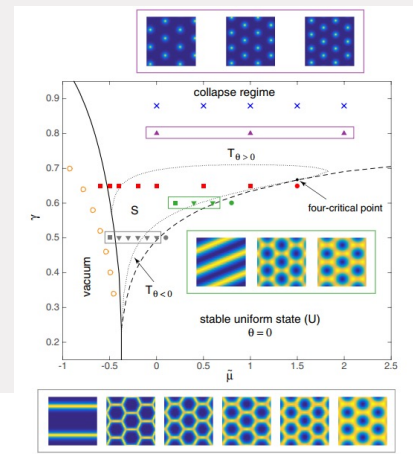 collapse regime
0.9
0.8
0.7
0.6
0.5
0.4
0.3
0.2
γ
T θ>0
S
four-critical point
T θ<0
vacuum
stable uniform state (U)
θ = 0
-1 -0.5 0 0.5 1 1.5 2 2.5
μ̃